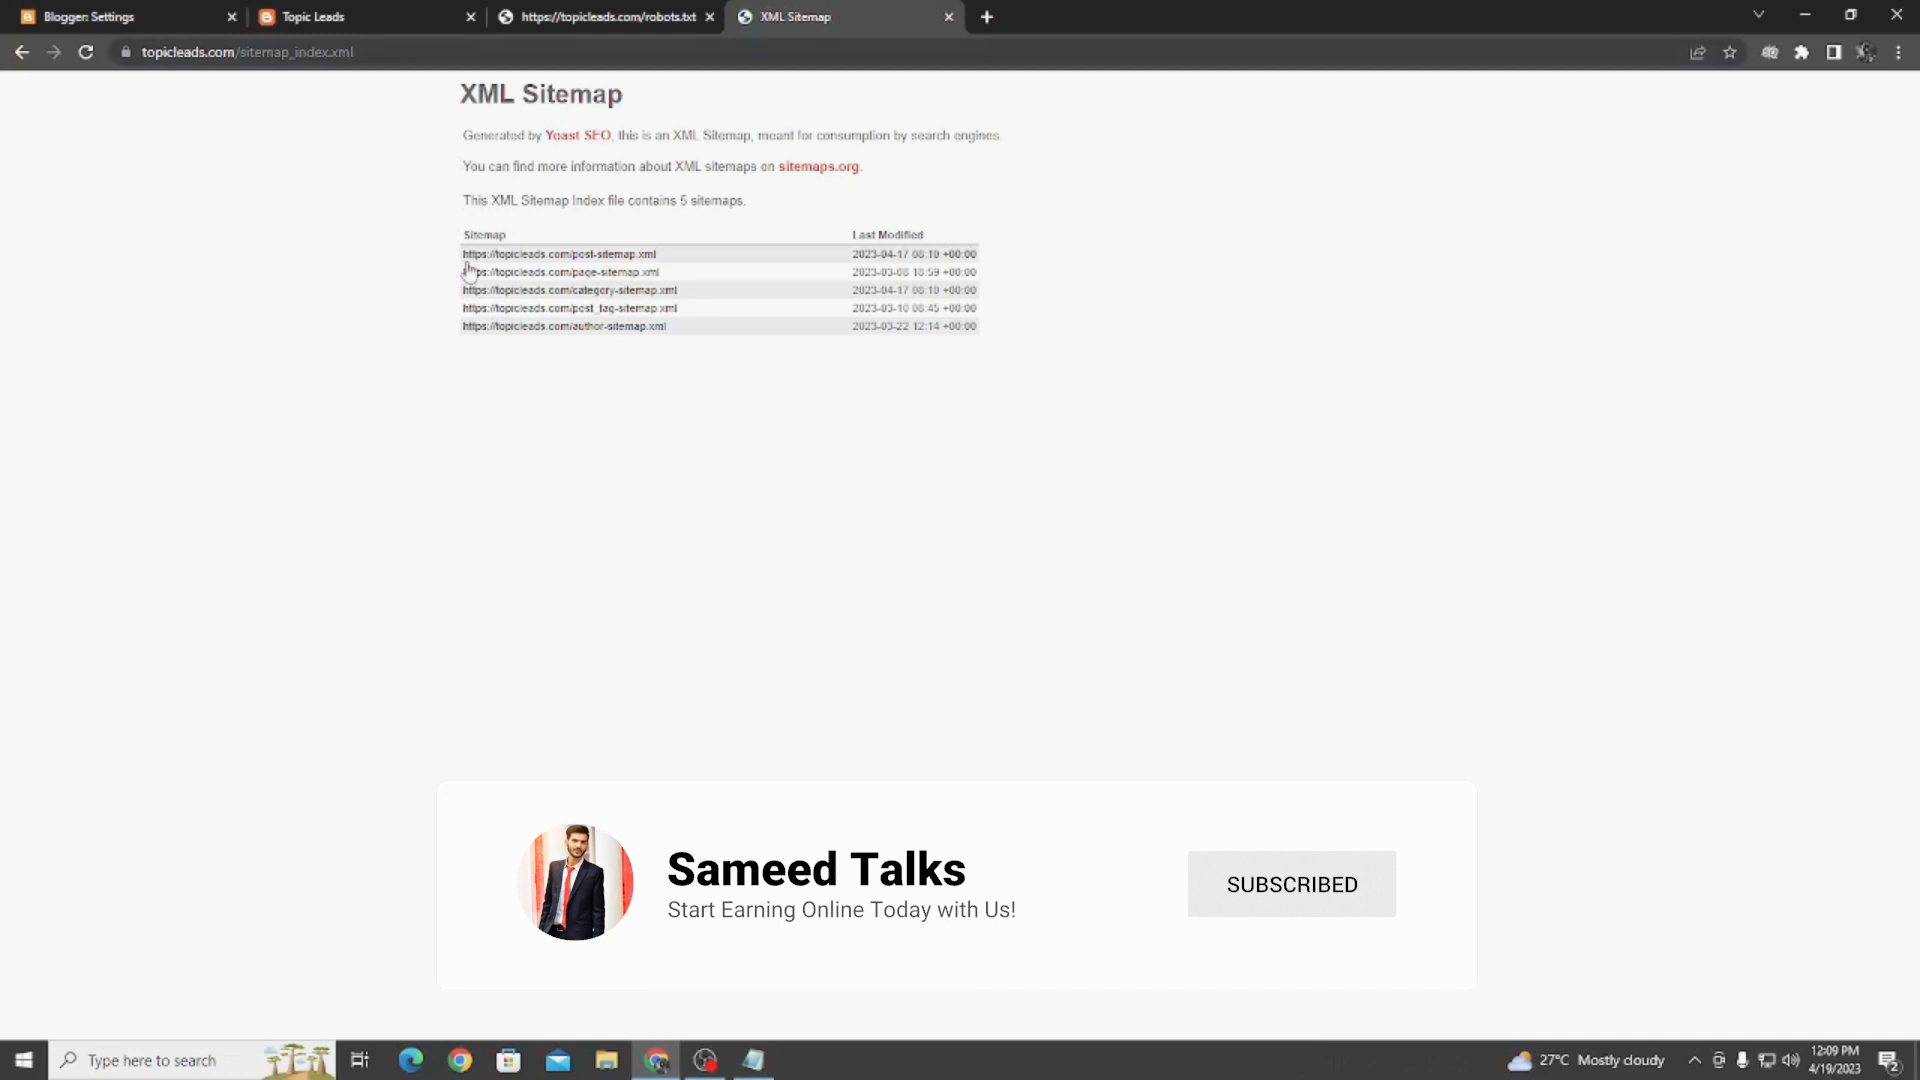 Blogger: Settings
Topic Leads
https://topicleads.com/robots.txt
XML Sitemap
topicleads.com/sitemap_index.xml
XML Sitemap
Generated by Yoast SEO, this is an XML Sitemap, meant for consumption by search engines.
You can find more information about XML sitemaps on sitemaps.org.
This XML Sitemap Index file contains 5 sitemaps.
Sitemap Last Modified
https://topicleads.com/post-sitemap.xml 2023-04-17 08:10 +00:00
ps://topicleads.com/page-sitemap.xml 2023-03-08 18:59 +00:00
https://topicleads.com/category-sitemap.xml 2023-04-17 08:10 +00:00
https://topicleads.com/post_tag-sitemap.xml 2023-03-10 08:45 +00:00
https://topicleads.com/author-sitemap.xml 2023-03-22 12:14 +00:00
Sameed Talks
Start Earning Online Today with Us!
SUBSCRIBED
Type here to search
27°C Mostly cloudy
12:09 PM
4/19/2023
2